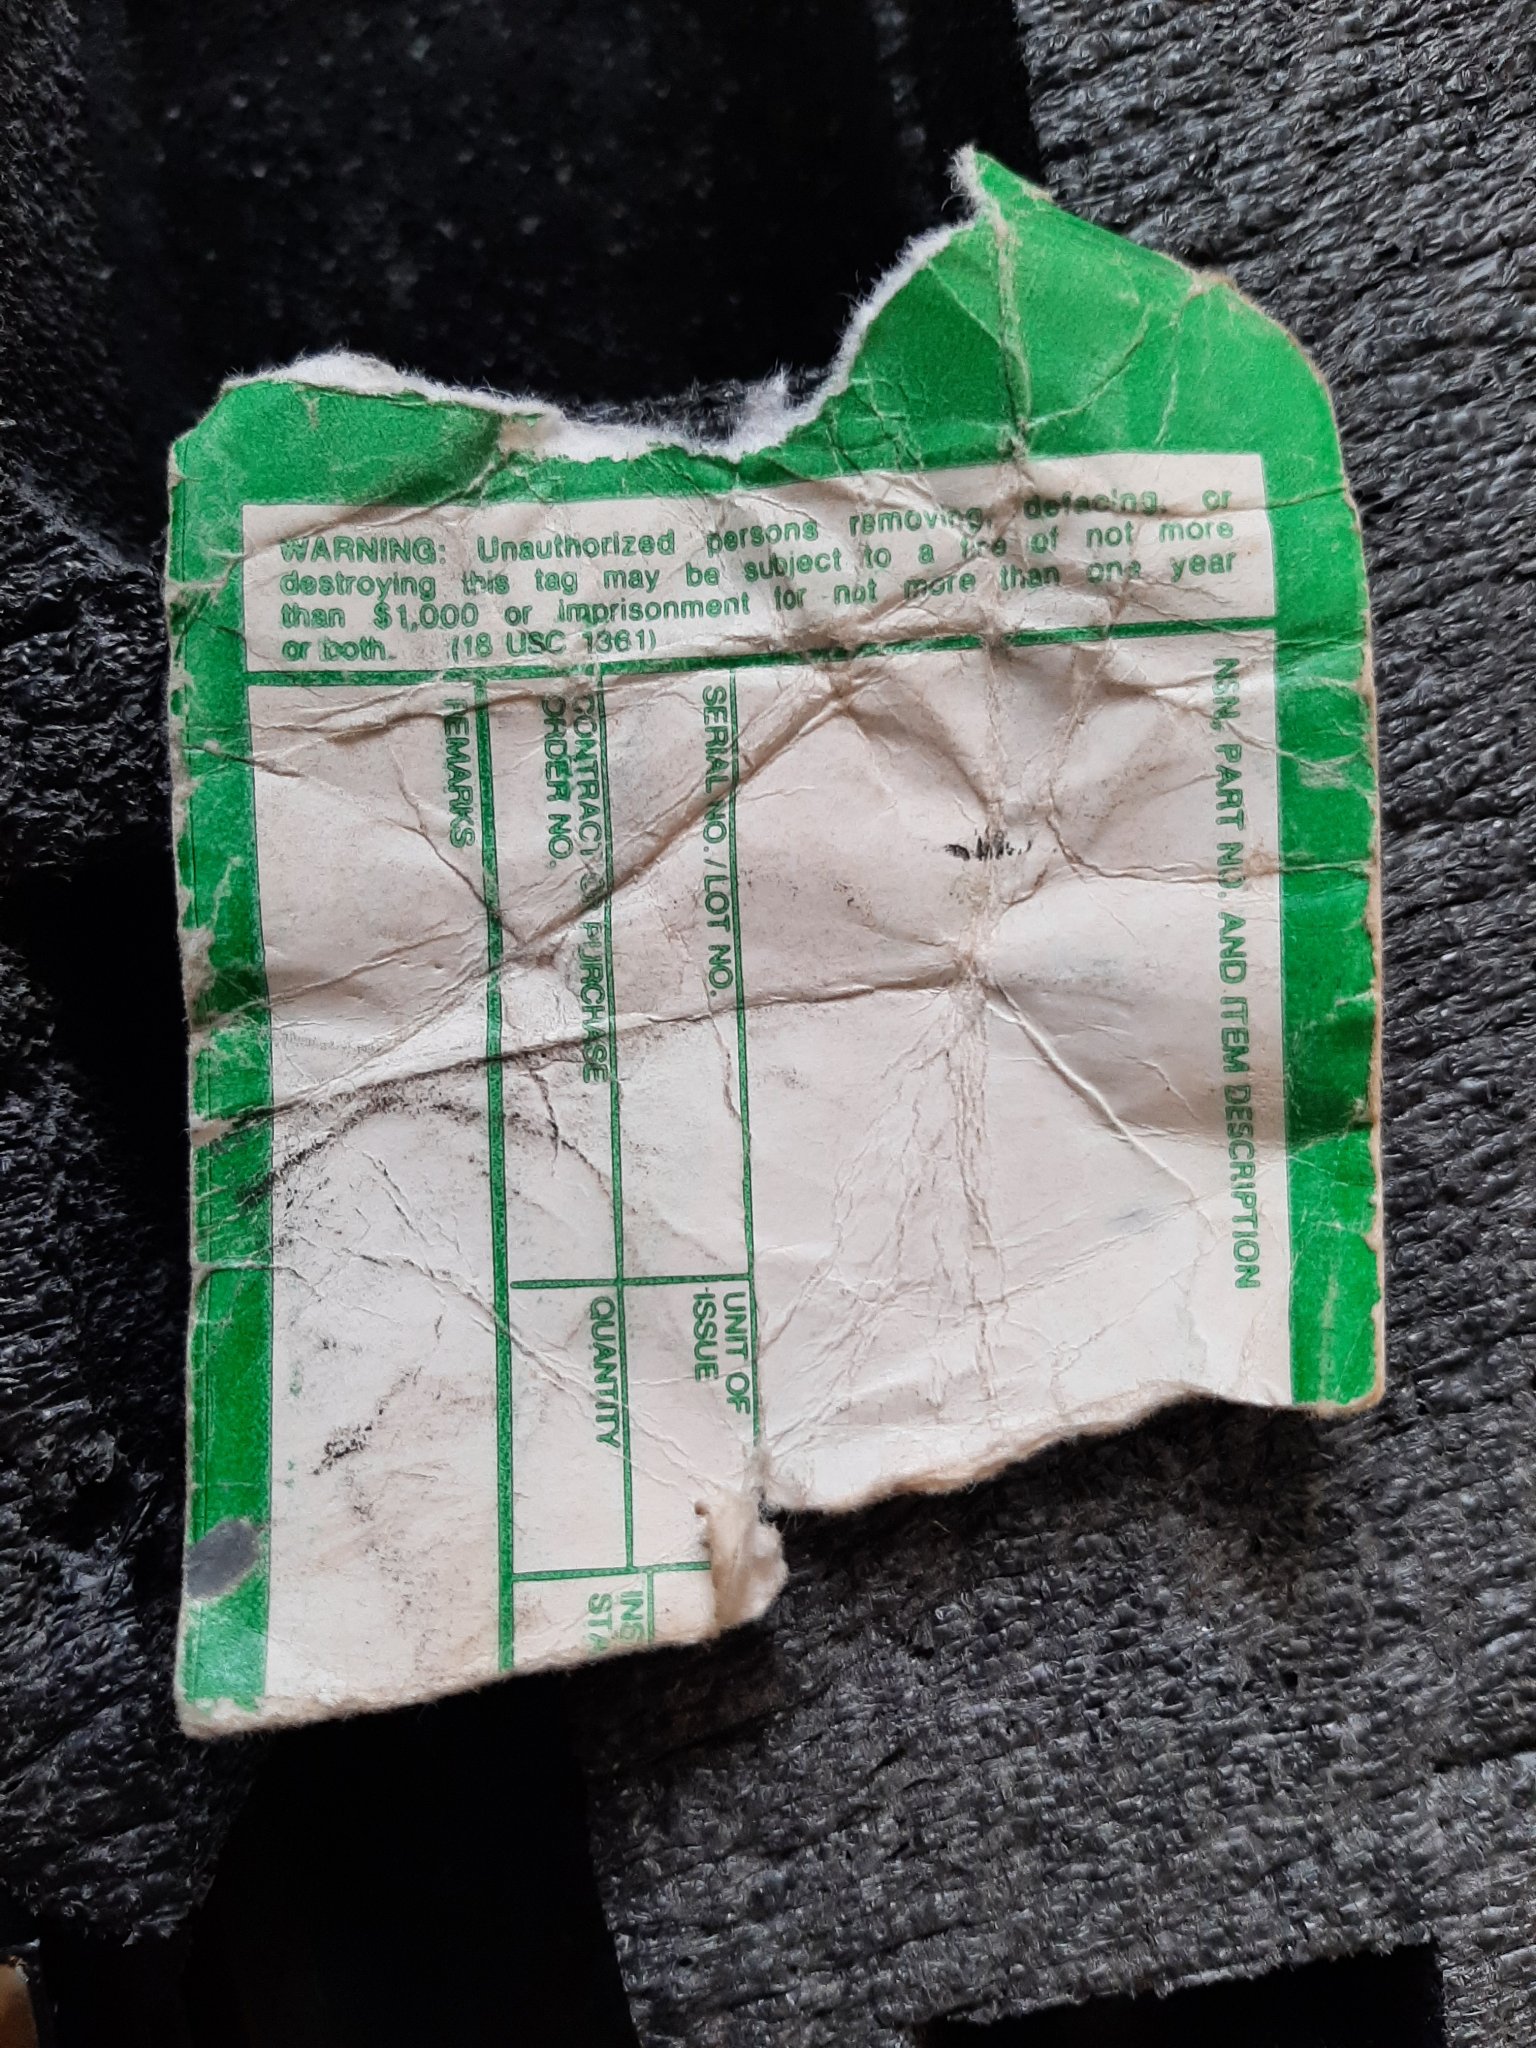 WARNING: Unauthorized persons removing, defacing, or
destroying this tag may be subject to a fine of not more
than $1,000 or imprisonment for not more than one year
or both. (18 USC 1361)
NSN, PART NO. AND ITEM DESCRIPTION
SERIAL NO./LOT NO.
UNIT OF
ISSUE
CONTRACT OR PURCHASE
ORDER NO.
QUANTITY
INS
STA
REMARKS